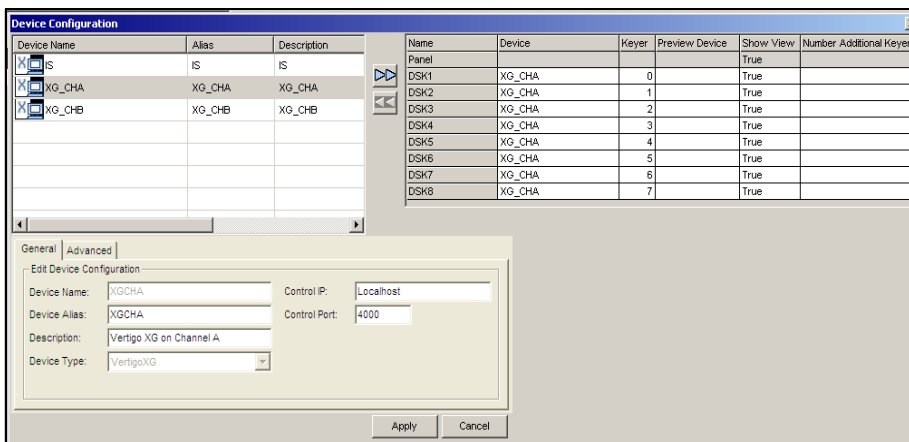 Device Configuration
Device Name Alias Description
IS IS IS
XG_CHA XG_CHA XG_CHA
XG_CHB XG_CHB XG_CHB
Name Device Keyer Preview Device Show View Number Additional Keyer
Panel True
DSK1 XG_CHA 0 True
DSK2 XG_CHA 1 True
DSK3 XG_CHA 2 True
DSK4 XG_CHA 3 True
DSK5 XG_CHA 4 True
DSK6 XG_CHA 5 True
DSK7 XG_CHA 6 True
DSK8 XG_CHA 7 True
General Advanced
Edit Device Configuration
Device Name: XGCHA Control IP: Localhost
Device Alias: XGCHA Control Port: 4000
Description: Vertigo XG on Channel A
Device Type: VertigoXG
Apply Cancel